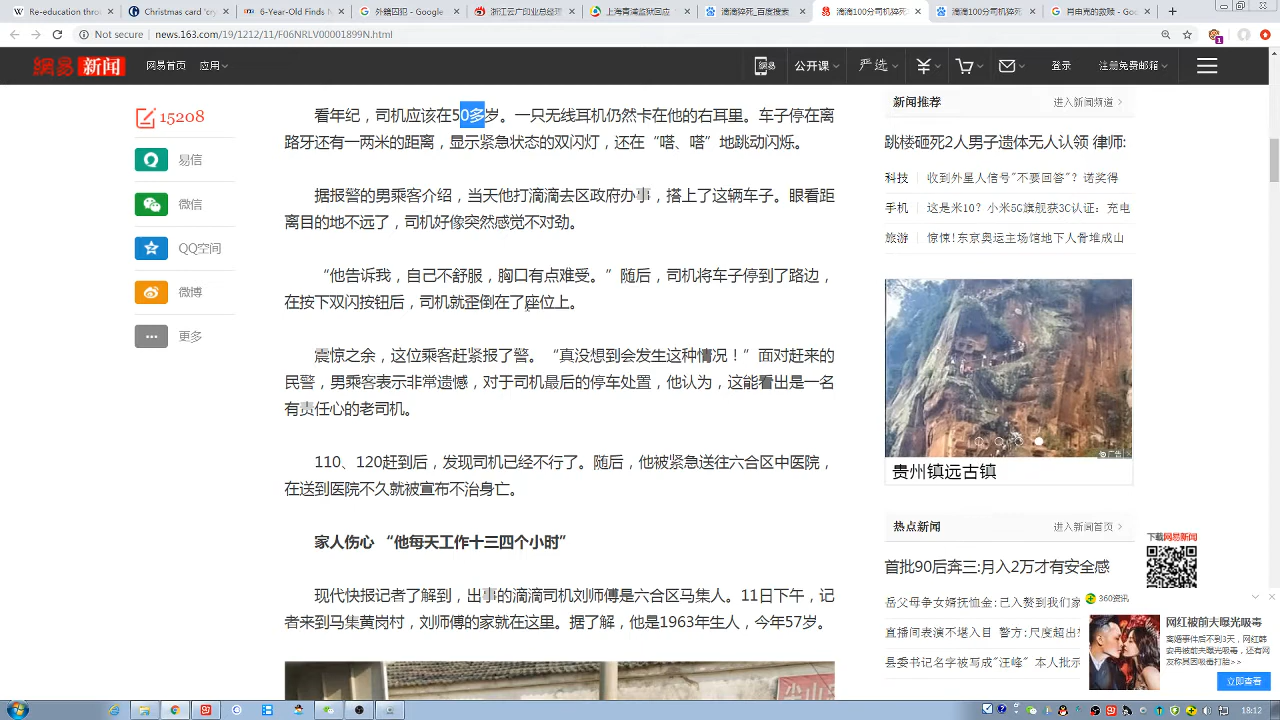 Re-education throu
Christmas card 'cry
6-Year-Old Finds N
外籍囚犯 - Google
浙江云广印业总经理
上海青浦监狱回应
滴滴猝死_百度搜索
滴滴100分司机猝死
滴滴100分司机猝死
肖申克的救赎 - Goo
Not secure
news.163.com/19/1212/11/F06NRLV00001899N.html
網易 新闻
网易首页
应用
公开课
严选
登录
注册免费邮箱
15208
易信
微信
QQ空间
微博
更多
看年纪，司机应该在50多岁。一只无线耳机仍然卡在他的右耳里。车子停在离
路牙还有一两米的距离，显示紧急状态的双闪灯，还在“嗒、嗒”地跳动闪烁。
据报警的男乘客介绍，当天他打滴滴去区政府办事，搭上了这辆车子。眼看距
离目的地不远了，司机好像突然感觉不对劲。
“他告诉我，自己不舒服，胸口有点难受。”随后，司机将车子停到了路边，
在按下双闪按钮后，司机就歪倒在了座位上。
震惊之余，这位乘客赶紧报了警。“真没想到会发生这种情况！”面对赶来的
民警，男乘客表示非常遗憾，对于司机最后的停车处置，他认为，这能看出是一名
有责任心的老司机。
110、120赶到后，发现司机已经不行了。随后，他被紧急送往六合区中医院，
在送到医院不久就被宣布不治身亡。
家人伤心 “他每天工作十三四个小时”
现代快报记者了解到，出事的滴滴司机刘师傅是六合区马集人。11日下午，记
者来到马集黄岗村，刘师傅的家就在这里。据了解，他是1963年生人，今年57岁。
新闻推荐
进入新闻频道 >
跳楼砸死2人男子遗体无人认领 律师:
科技
收到外星人信号"不要回答"？诺奖得
手机
这是米10？小米5G旗舰获3C认证：充电
旅游
惊悚!东京奥运主场馆地下人骨堆成山
广告
贵州镇远古镇
热点新闻
进入新闻首页 >
首批90后奔三:月入2万才有安全感
岳父母争女婿抚恤金:已入赘到我们家
直播间表演不堪入目 警方:尺度超出
县委书记名字被写成"汪峰" 本人批示
下载网易新闻
360资讯
网红被前夫曝光吸毒
立即查看
18:12